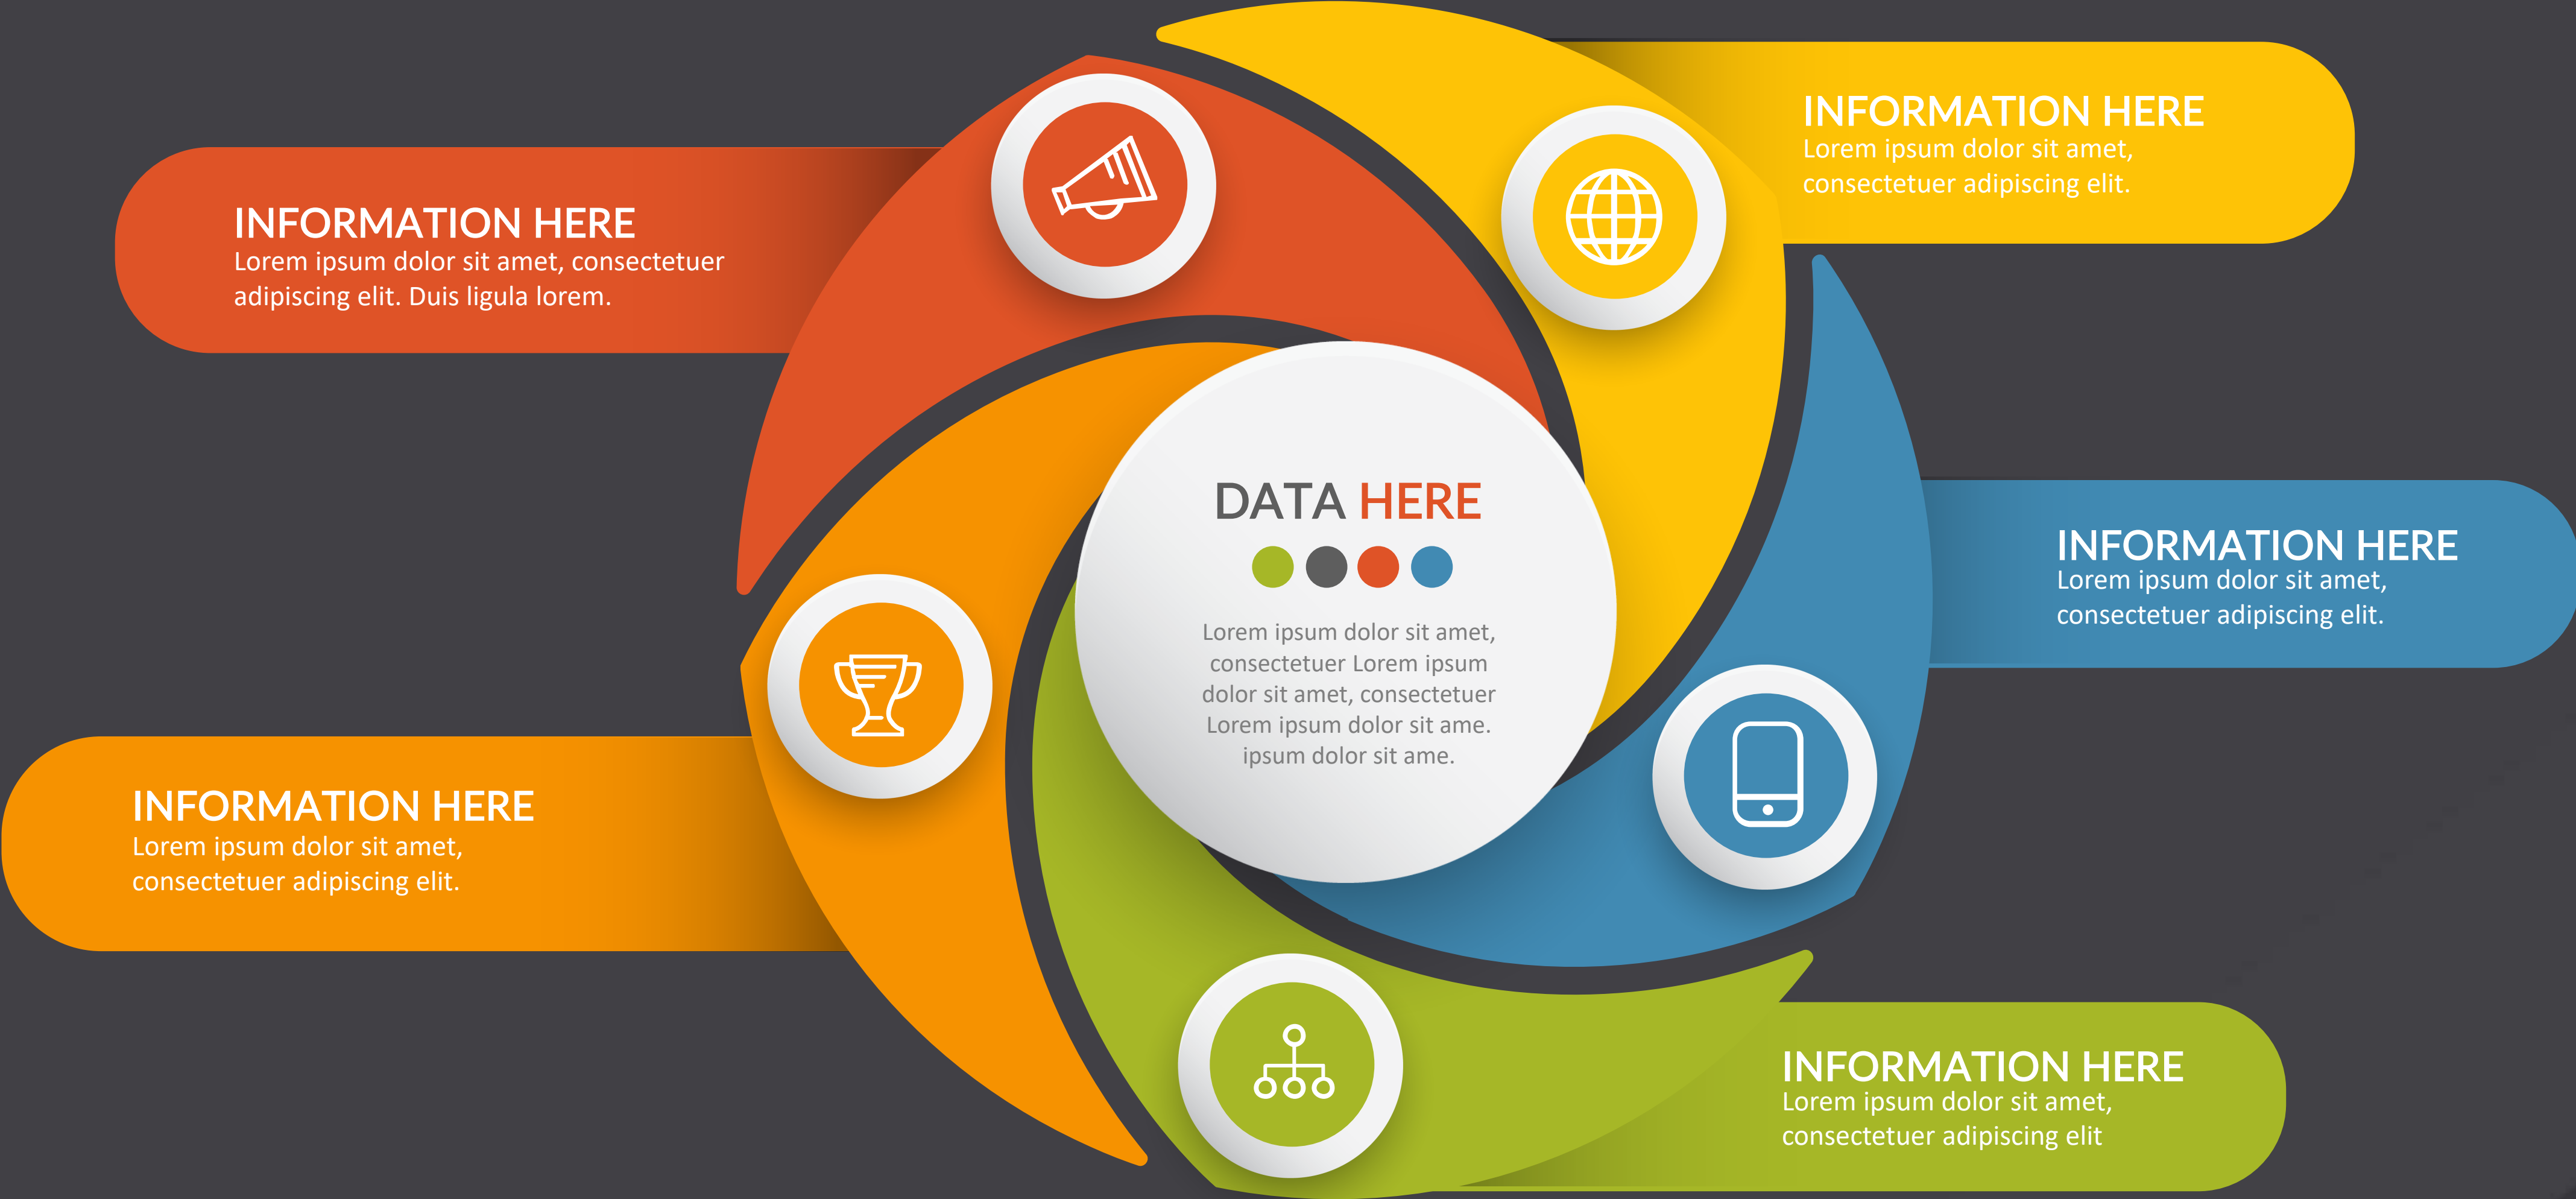 INFORMATION HERE
Lorem ipsum dolor sit amet,
consectetuer adipiscing elit.
INFORMATION HERE
Lorem ipsum dolor sit amet, consectetuer
adipiscing elit. Duis ligula lorem.
DATA HERE
Lorem ipsum dolor sit amet,
consectetuer Lorem ipsum
dolor sit amet, consectetuer
Lorem ipsum dolor sit ame.
ipsum dolor sit ame.
INFORMATION HERE
Lorem ipsum dolor sit amet,
consectetuer adipiscing elit.
INFORMATION HERE
Lorem ipsum dolor sit amet,
consectetuer adipiscing elit.
INFORMATION HERE
Lorem ipsum dolor sit amet,
consectetuer adipiscing elit